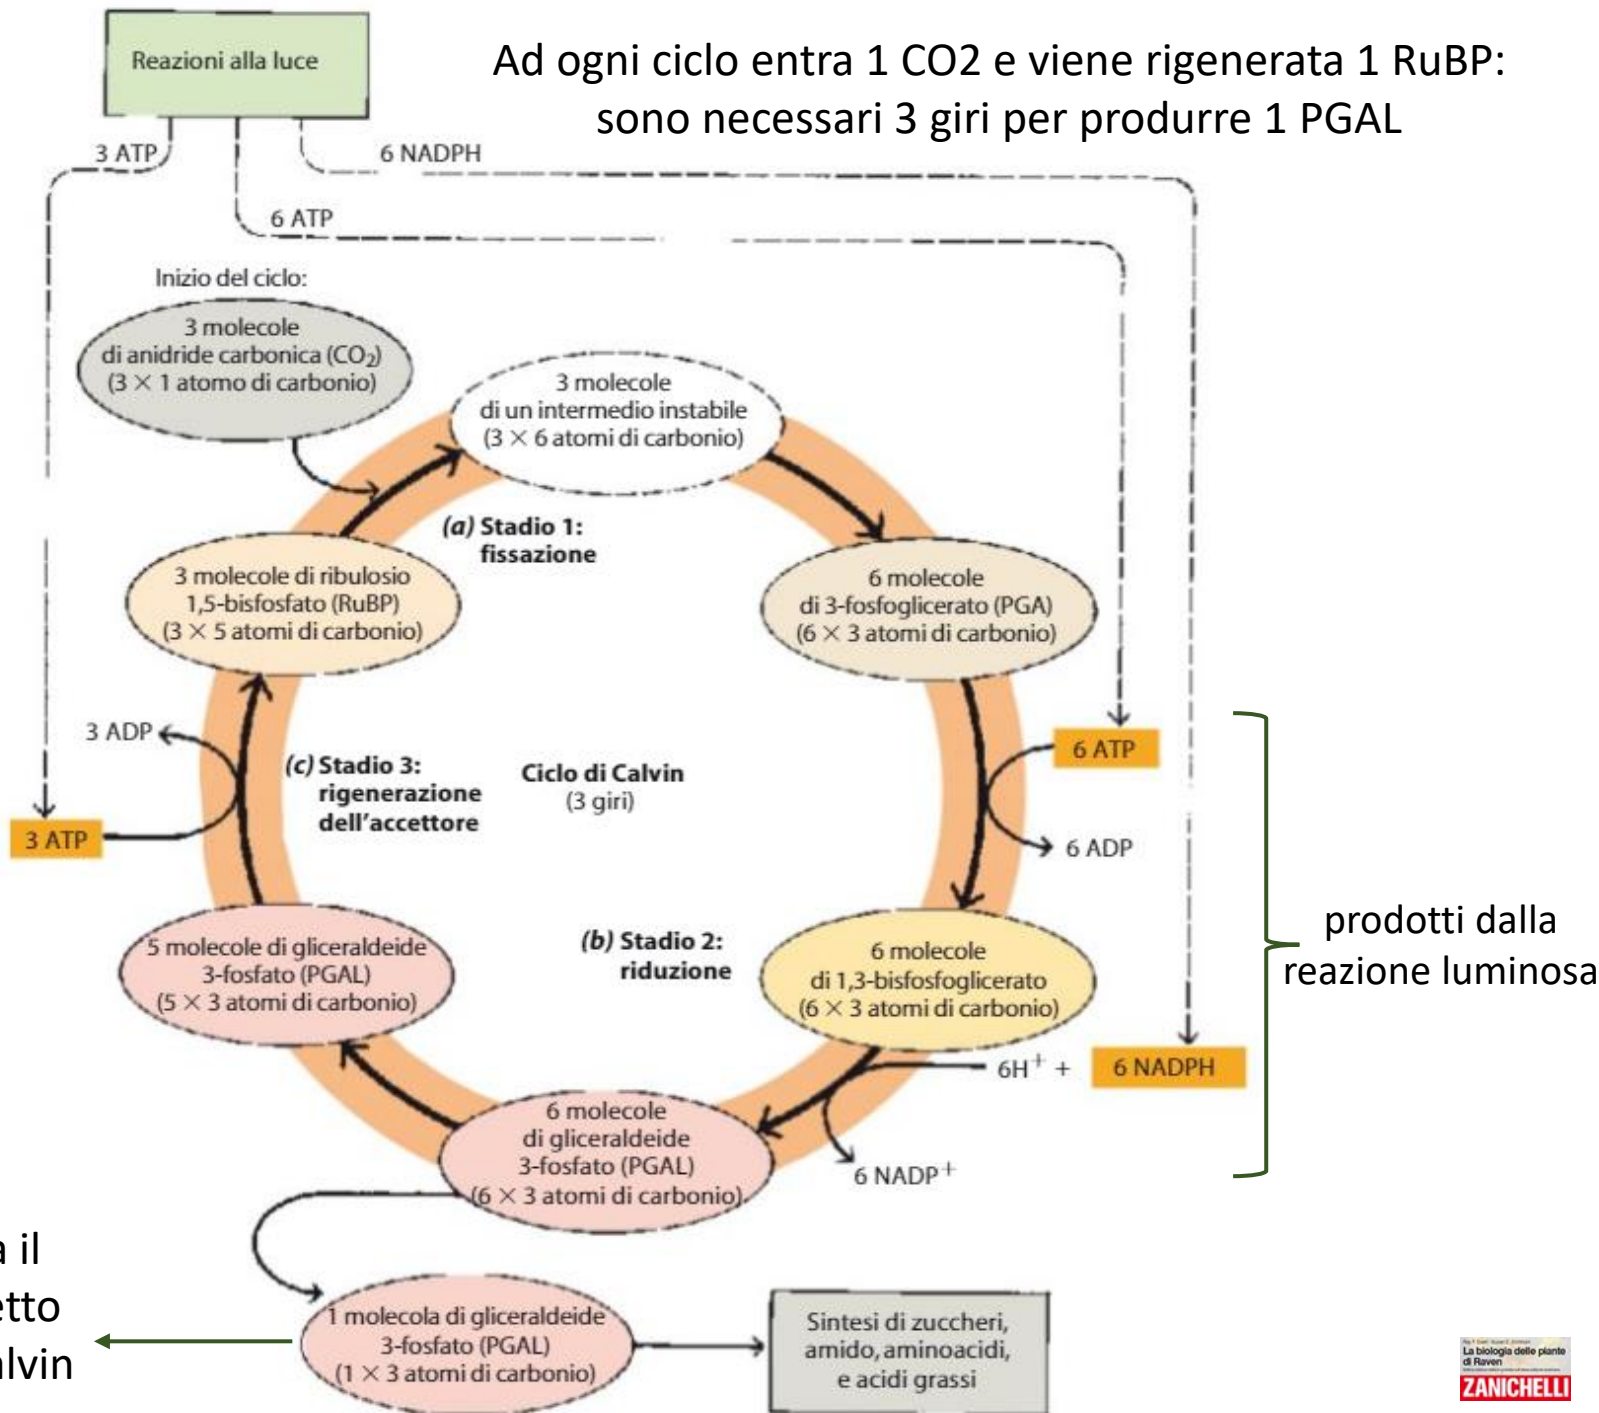 Reazioni alla luce
Ad ogni ciclo entra 1 CO2 e viene rigenerata 1 RuBP:
sono necessari 3 giri per produrre 1 PGAL
3 ATP
6 NADPH
6 ATP
Inizio del ciclo:
3 molecole
di anidride carbonica (CO₂)
(3 × 1 atomo di carbonio)
3 molecole
di un intermedio instabile
(3 × 6 atomi di carbonio)
(a) Stadio 1:
fissazione
3 molecole di ribulosio
1,5-bisfosfato (RuBP)
(3 × 5 atomi di carbonio)
6 molecole
di 3-fosfoglicerato (PGA)
(6 × 3 atomi di carbonio)
3 ADP
6 ATP
(c) Stadio 3:
rigenerazione
dell'accettore
Ciclo di Calvin
(3 giri)
3 ATP
6 ADP
prodotti dalla
reazione luminosa
5 molecole di gliceraldeide
3-fosfato (PGAL)
(5 × 3 atomi di carbonio)
(b) Stadio 2:
riduzione
6 molecole
di 1,3-bisfosfoglicerato
(6 × 3 atomi di carbonio)
6H⁺ +
6 NADPH
6 molecole
di gliceraldeide
3-fosfato (PGAL)
(6 × 3 atomi di carbonio)
6 NADP⁺
il
1 molecola di gliceraldeide
3-fosfato (PGAL)
(1 × 3 atomi di carbonio)
Sintesi di zuccheri,
amido, aminoacidi,
e acidi grassi
La biologia delle piante
di Raven
ZANICHELLI